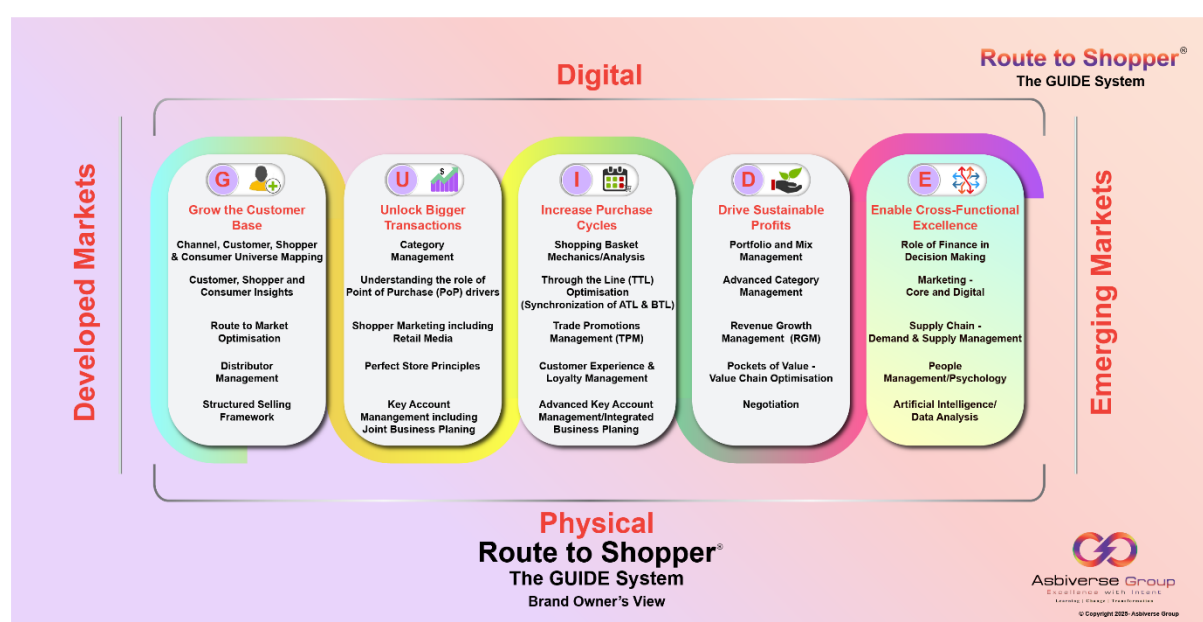 Route to Shopper®
The GUIDE System
Digital
Developed Markets
Emerging Markets
G
Grow the Customer
Base
Channel, Customer, Shopper
& Consumer Universe Mapping
Customer, Shopper and
Consumer Insights
Route to Market
Optimisation
Distributor
Management
Structured Selling
Framework
U
$
Unlock Bigger
Transactions
Category
Management
Understanding the role of
Point of Purchase (PoP) drivers
Shopper Marketing including
Retail Media
Perfect Store Principles
Key Account
Manangement including
Joint Business Planing
I
Increase Purchase
Cycles
Shopping Basket
Mechanics/Analysis
Through the Line (TTL)
Optimisation
(Synchronization of ATL & BTL)
Trade Promotions
Management (TPM)
Customer Experience &
Loyalty Management
Advanced Key Account
Management/Integrated
Business Planing
D
Drive Sustainable
Profits
Portfolio and Mix
Management
Advanced Category
Management
Revenue Growth
Management (RGM)
Pockets of Value -
Value Chain Optimisation
Negotiation
E
Enable Cross-Functional
Excellence
Role of Finance in
Decision Making
Marketing -
Core and Digital
Supply Chain -
Demand & Supply Management
People
Management/Psychology
Artificial Intelligence/
Data Analysis
Physical
Route to Shopper®
The GUIDE System
Brand Owner's View
Asbiverse Group
Excellence with Intent
Learning | Change | Transformation
© Copyright 2025- Asbiverse Group